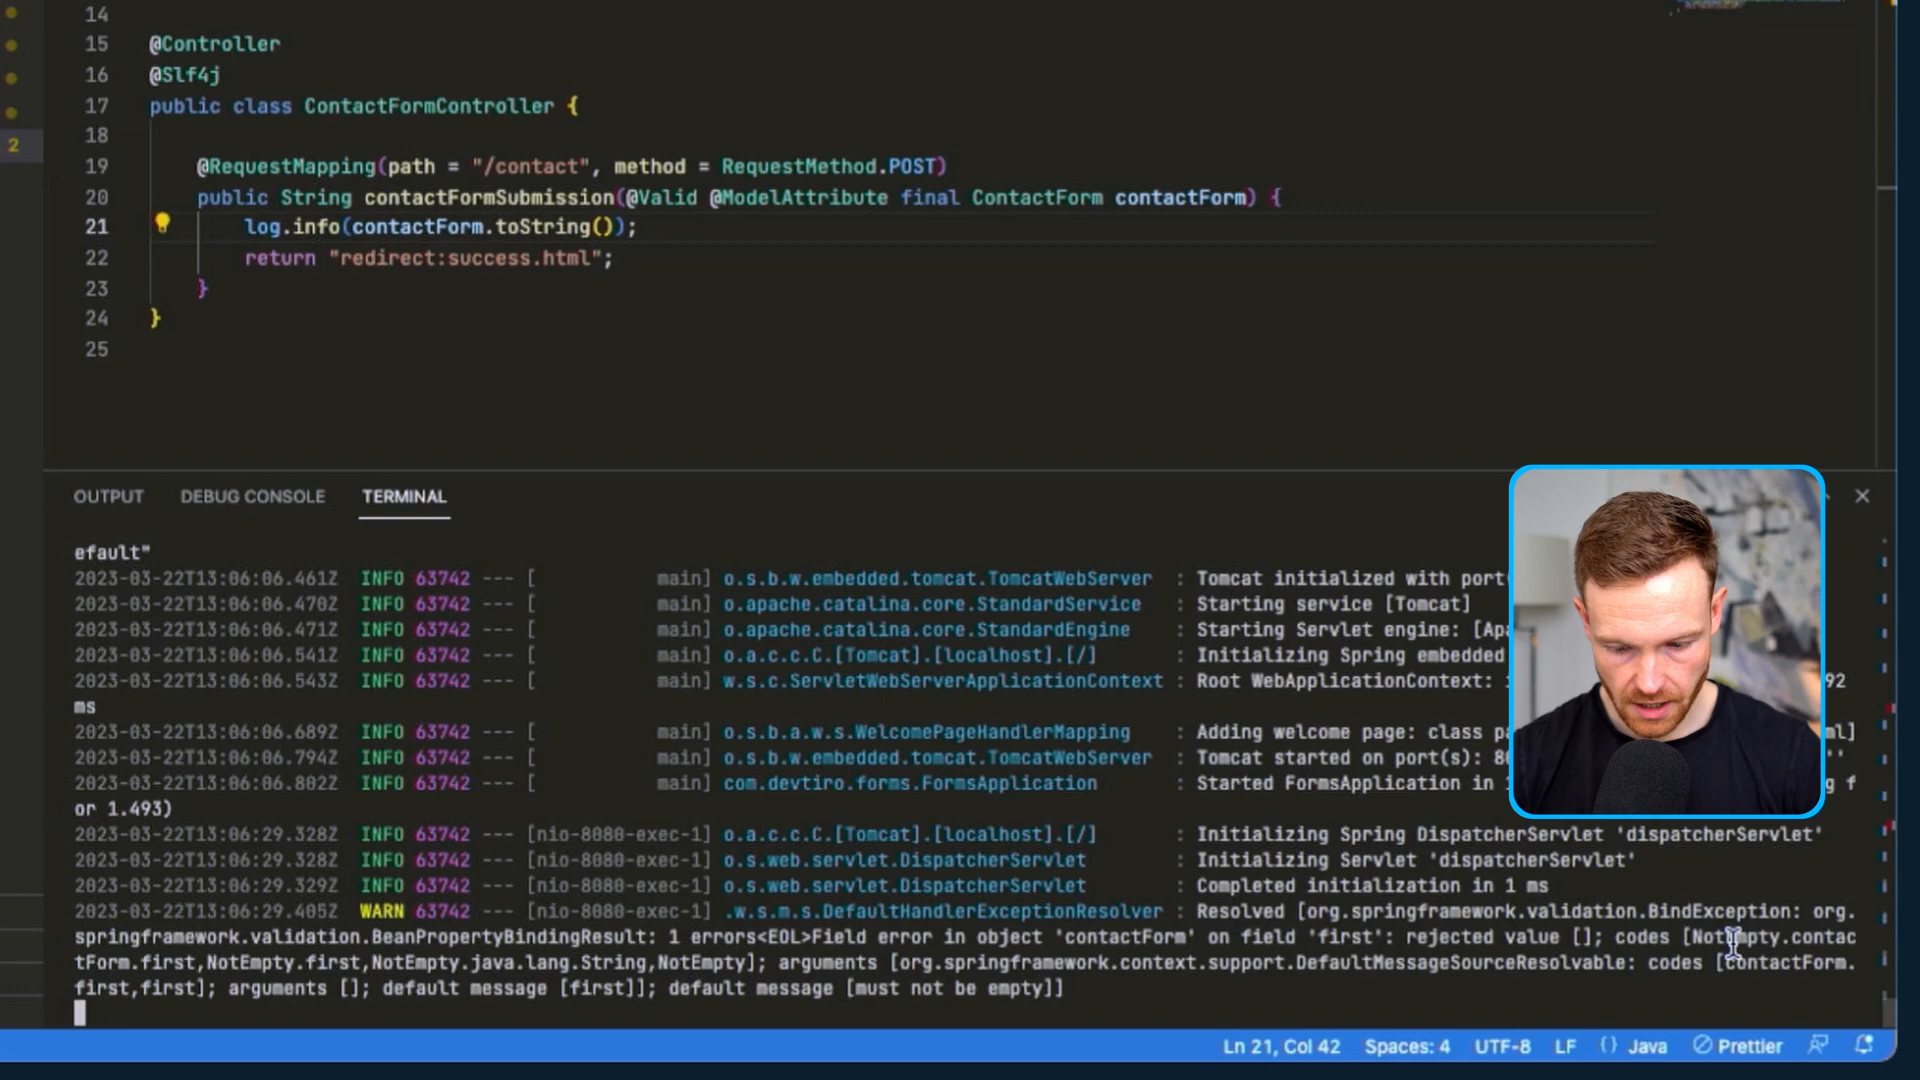 14
15 @Controller
16 @Slf4j
17 public class ContactFormController {
18
19 @RequestMapping(path = "/contact", method = RequestMethod.POST)
20 public String contactFormSubmission(@Valid @ModelAttribute final ContactForm contactForm) {
2
21 log.info(contactForm.toString());
22 return "redirect:success.html";
23 }
24 }
25
OUTPUT DEBUG CONSOLE TERMINAL
efault"
2023-03-22T13:06:06.461Z INFO 63742 --- [ main] o.s.b.w.embedded.tomcat.TomcatWebServer : Tomcat initialized with port
2023-03-22T13:06:06.470Z INFO 63742 --- [ main] o.apache.catalina.core.StandardService : Starting service [Tomcat]
2023-03-22T13:06:06.471Z INFO 63742 --- [ main] o.apache.catalina.core.StandardEngine : Starting Servlet engine: [Apa
2023-03-22T13:06:06.541Z INFO 63742 --- [ main] o.a.c.c.C.[Tomcat].[localhost].[/] : Initializing Spring embedded
2023-03-22T13:06:06.543Z INFO 63742 --- [ main] w.s.c.ServletWebServerApplicationContext : Root WebApplicationContext: 92
ms
2023-03-22T13:06:06.689Z INFO 63742 --- [ main] o.s.b.a.w.s.WelcomePageHandlerMapping : Adding welcome page: class pa ml]
2023-03-22T13:06:06.794Z INFO 63742 --- [ main] o.s.b.w.embedded.tomcat.TomcatWebServer : Tomcat started on port(s): 80 ''
2023-03-22T13:06:06.802Z INFO 63742 --- [ main] com.devtiro.forms.FormsApplication : Started FormsApplication in 1 g f
or 1.493)
2023-03-22T13:06:29.328Z INFO 63742 --- [nio-8080-exec-1] o.a.c.c.C.[Tomcat].[localhost].[/] : Initializing Spring DispatcherServlet 'dispatcherServlet'
2023-03-22T13:06:29.328Z INFO 63742 --- [nio-8080-exec-1] o.s.web.servlet.DispatcherServlet : Initializing Servlet 'dispatcherServlet'
2023-03-22T13:06:29.329Z INFO 63742 --- [nio-8080-exec-1] o.s.web.servlet.DispatcherServlet : Completed initialization in 1 ms
2023-03-22T13:06:29.405Z WARN 63742 --- [nio-8080-exec-1] .w.s.m.s.DefaultHandlerExceptionResolver : Resolved [org.springframework.validation.BindException: org.
springframework.validation.BeanPropertyBindingResult: 1 errors<EOL>Field error in object 'contactForm' on field 'first': rejected value []; codes [NotEmpty.contac
tForm.first,NotEmpty.first,NotEmpty.java.lang.String,NotEmpty]; arguments [org.springframework.context.support.DefaultMessageSourceResolvable: codes [contactForm.
first,first]; arguments []; default message [first]]; default message [must not be empty]]
Ln 21, Col 42 Spaces: 4 UTF-8 LF {} Java Prettier